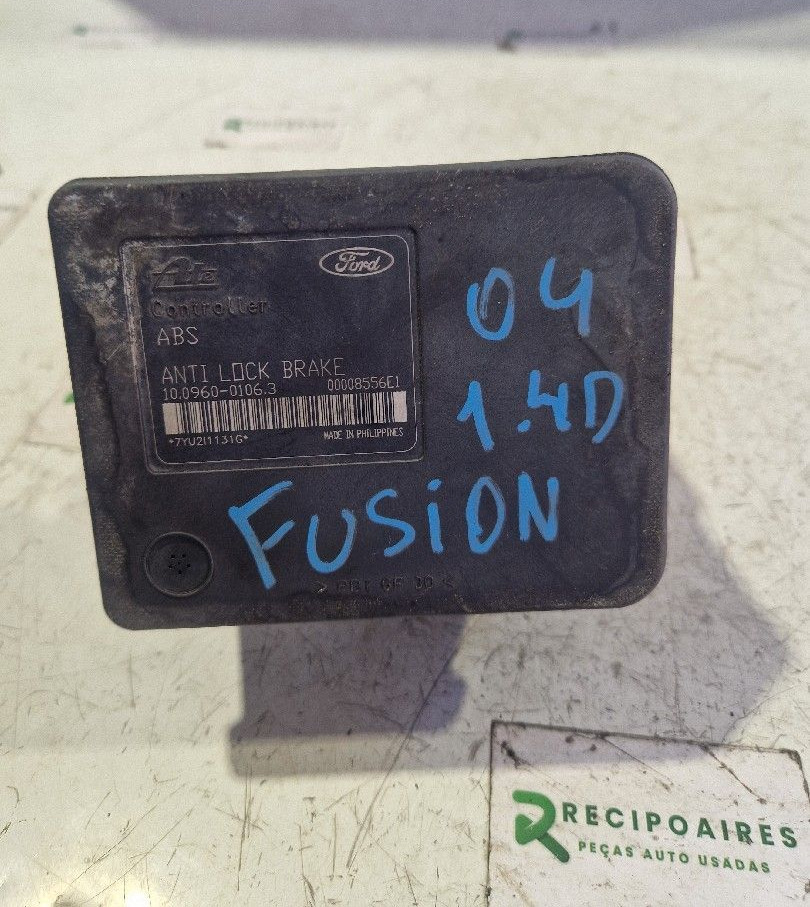 Ate
Ford
Controller
ABS
ANTI LOCK BRAKE
10.0960-0106.3 00008556E1
*7YU2I1131G*
MADE IN PHILIPPINES
04
1.4D
FUSiON
RECIPOAIRES
PEÇAS AUTO USADAS